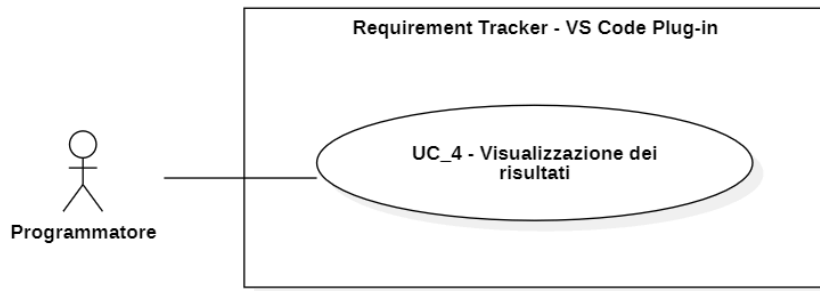 Requirement Tracker - VS Code Plug-in
UC_4 - Visualizzazione dei
risultati
Programmatore